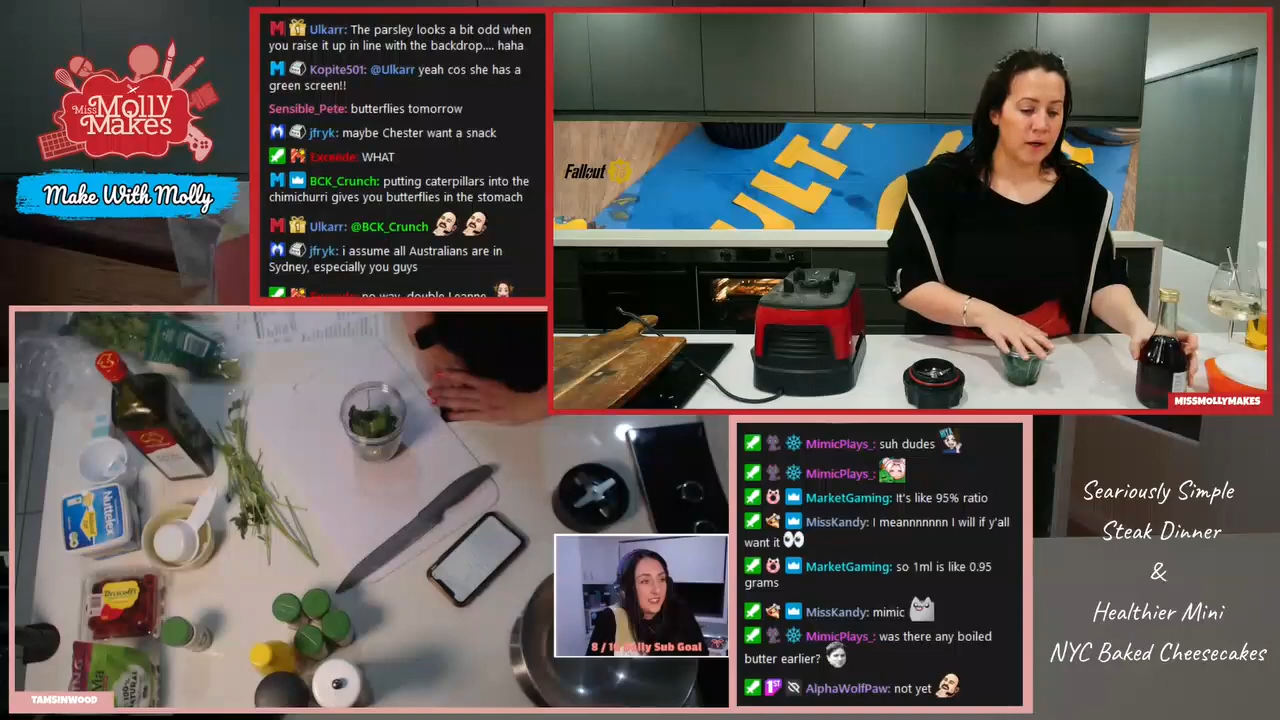 Miss
MOLLY
MAKES
Make With Molly
Ulkarr: The parsley looks a bit odd when
you raise it up in line with the backdrop.... haha
Kopite501: @Ulkarr yeah cos she has a
green screen!!
Sensible_Pete: butterflies tomorrow
jfryk: maybe Chester want a snack
Exceede: WHAT
BCK_Crunch: putting caterpillars into the
chimichurri gives you butterflies in the stomach
Ulkarr: @BCK_Crunch
jfryk: i assume all Australians are in
Sydney, especially you guys
Fallout
ULT-
MISSMOLLYMAKES
Nuttelex
Driscoll's
TAMSINWOOD
MimicPlays_: suh dudes
MimicPlays_:
MarketGaming: It's like 95% ratio
MissKandy: I meannnnnnn I will if y'all
want it
MarketGaming: so 1ml is like 0.95
grams
MissKandy: mimic
MimicPlays_: was there any boiled
butter earlier?
AlphaWolfPaw: not yet
Seariously Simple
Steak Dinner
&
Healthier Mini
NYC Baked Cheesecakes